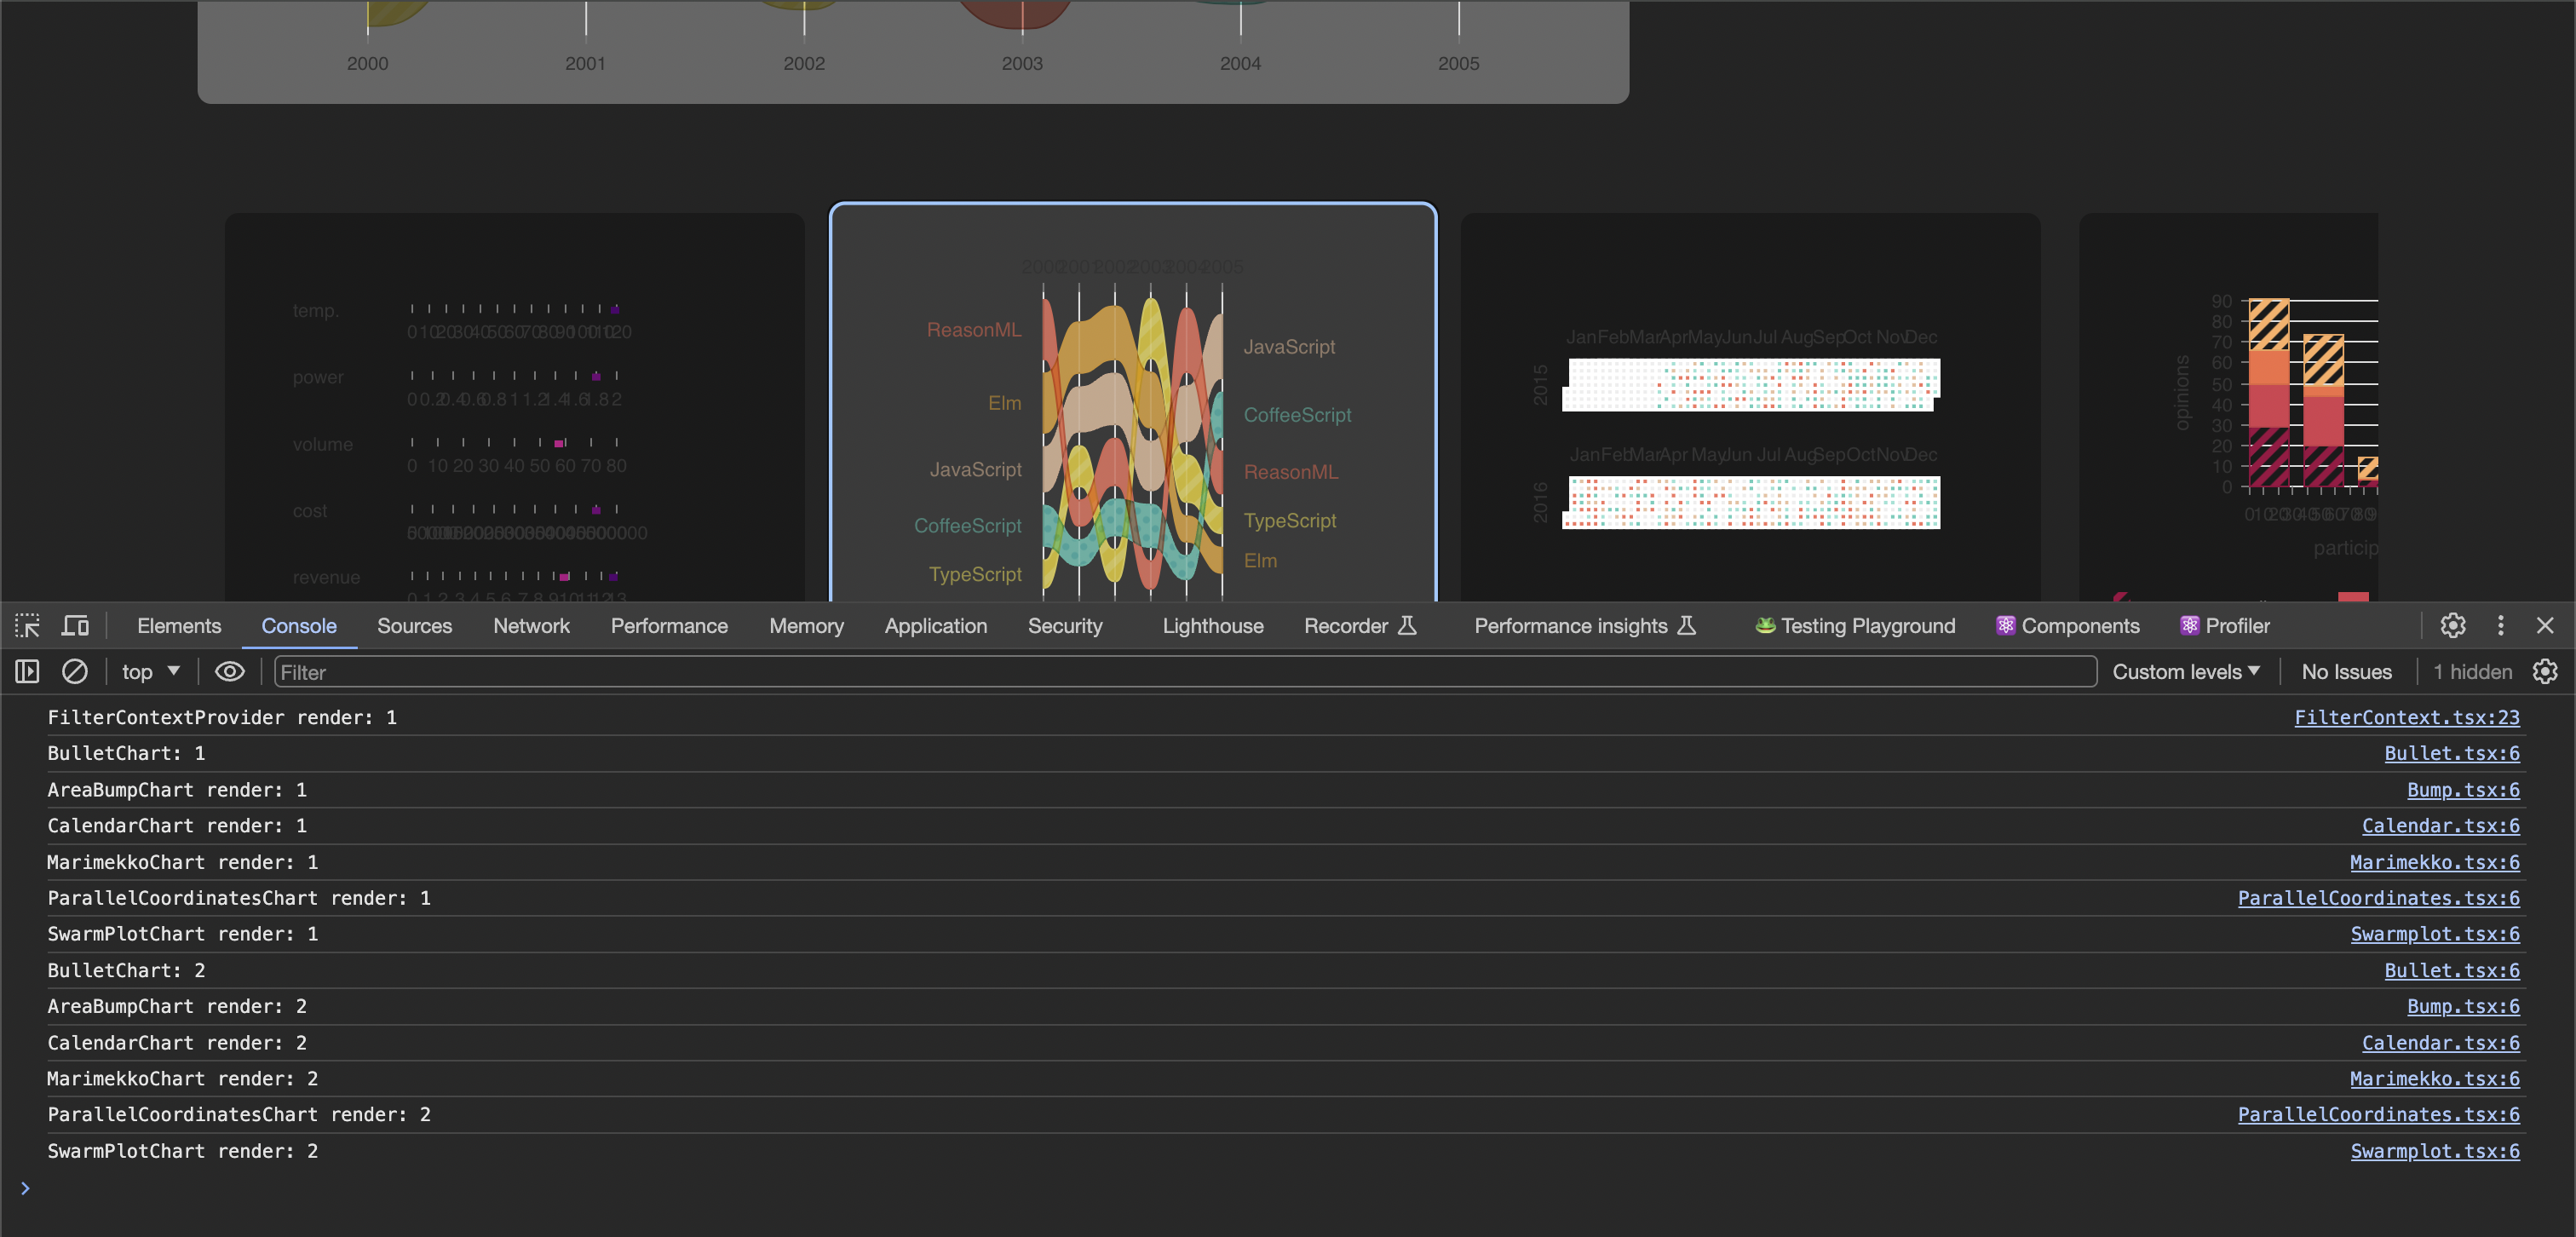 2000 2001 2002 2003 2004 2005
temp.
0 10 20 30 40 50 60 70 80 90 100 110 120
power
0 0.2 0.4 0.6 0.8 1 1.2 1.4 1.6 1.8 2
volume
0 10 20 30 40 50 60 70 80
cost
revenue
0 1 2 3 4 5 6 7 8 9 10 11 12 13
2000 2001 2002 2003 2004 2005
ReasonML
Elm
JavaScript
CoffeeScript
TypeScript
JavaScript
CoffeeScript
ReasonML
TypeScript
Elm
Jan Feb Mar Apr May Jun Jul Aug Sep Oct Nov Dec
2015
Jan Feb Mar Apr May Jun Jul Aug Sep Oct Nov Dec
2016
90
80
70
60
50
40
30
20
10
0
opinions
0 10 20 30 40 50 60 70 80 9
particip
Elements Console Sources Network Performance Memory Application Security Lighthouse Recorder Performance insights Testing Playground Components Profiler
top Filter Custom levels No Issues 1 hidden
FilterContextProvider render: 1 FilterContext.tsx:23
BulletChart: 1 Bullet.tsx:6
AreaBumpChart render: 1 Bump.tsx:6
CalendarChart render: 1 Calendar.tsx:6
MarimekkoChart render: 1 Marimekko.tsx:6
ParallelCoordinatesChart render: 1 ParallelCoordinates.tsx:6
SwarmPlotChart render: 1 Swarmplot.tsx:6
BulletChart: 2 Bullet.tsx:6
AreaBumpChart render: 2 Bump.tsx:6
CalendarChart render: 2 Calendar.tsx:6
MarimekkoChart render: 2 Marimekko.tsx:6
ParallelCoordinatesChart render: 2 ParallelCoordinates.tsx:6
SwarmPlotChart render: 2 Swarmplot.tsx:6